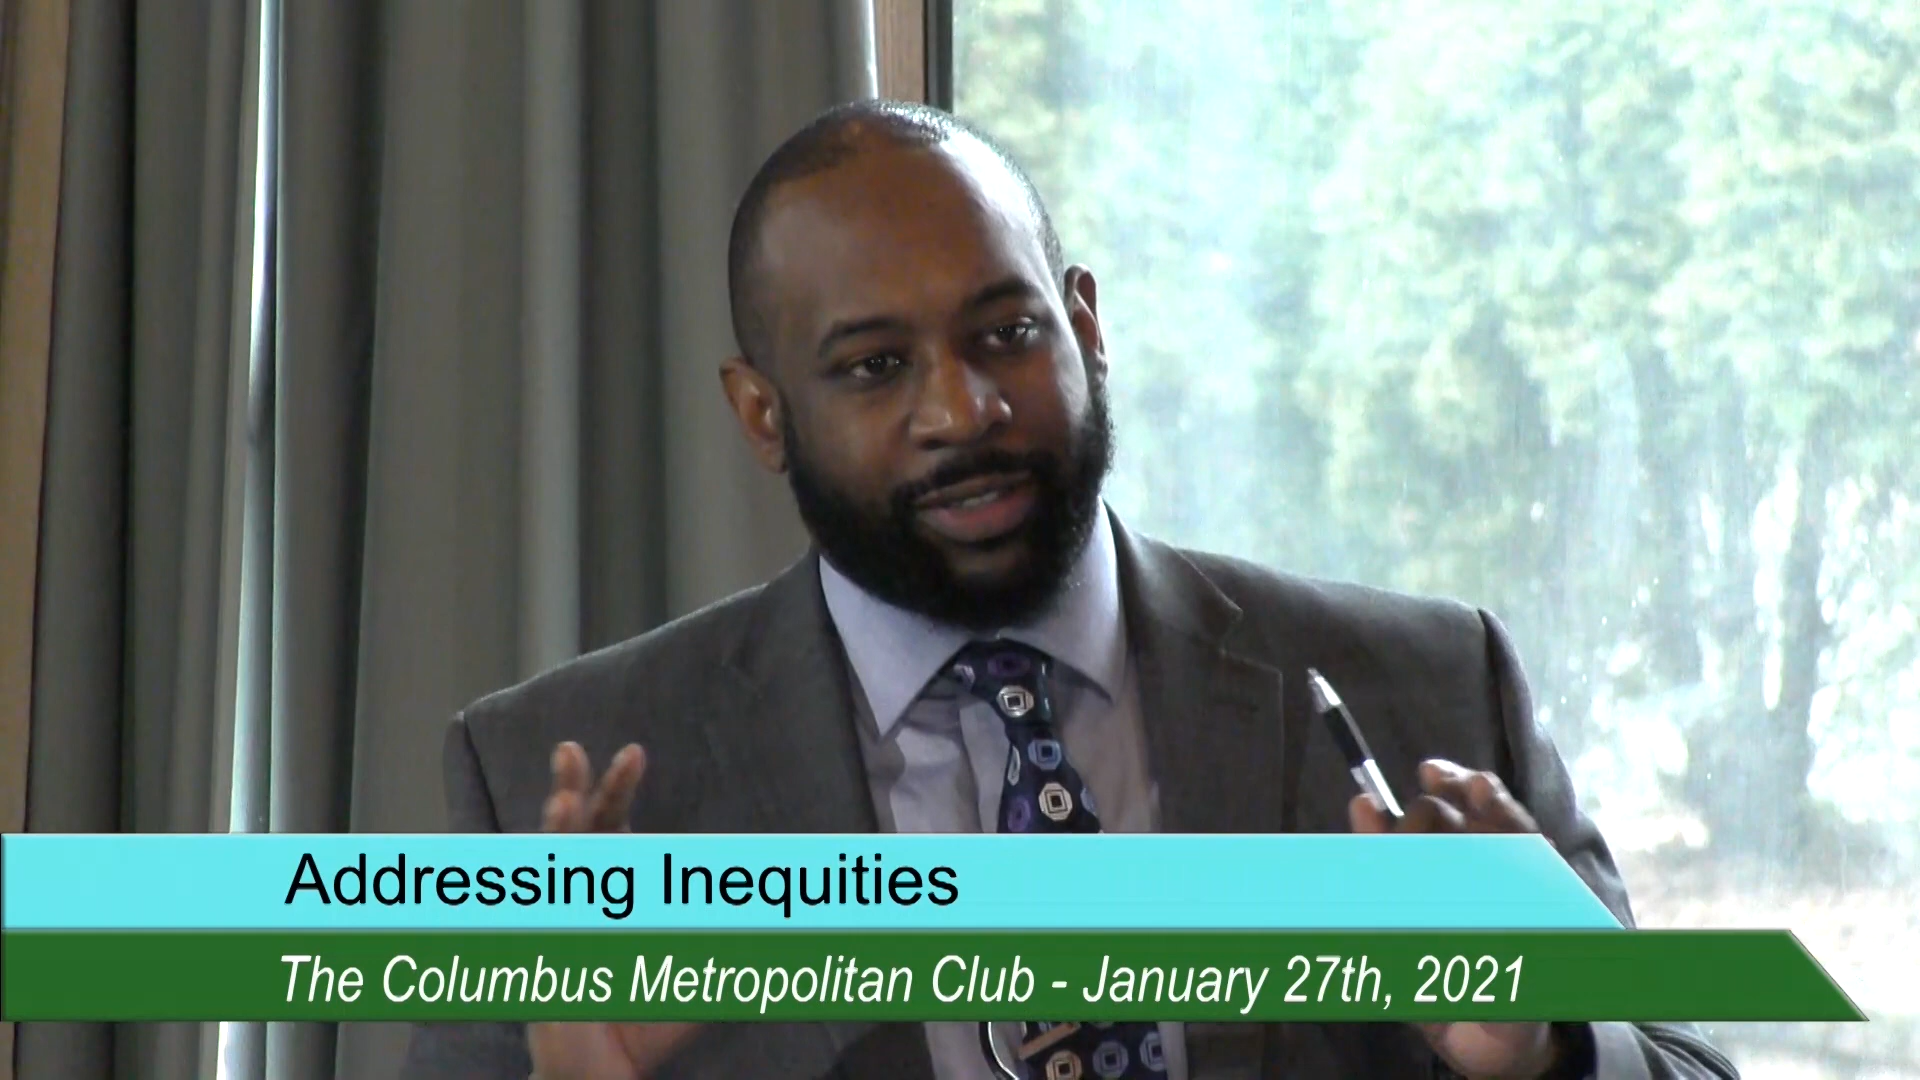 Addressing Inequities
The Columbus Metropolitan Club - January 27th, 2021